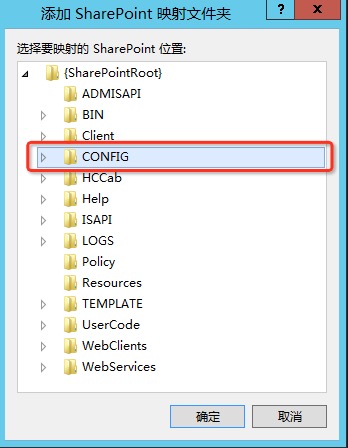 添加 SharePoint 映射文件夹
?
x
选择要映射的 SharePoint 位置:
{SharePointRoot}
ADMISAPI
BIN
Client
CONFIG
HCCab
Help
ISAPI
LOGS
Policy
Resources
TEMPLATE
UserCode
WebClients
WebServices
确定
取消